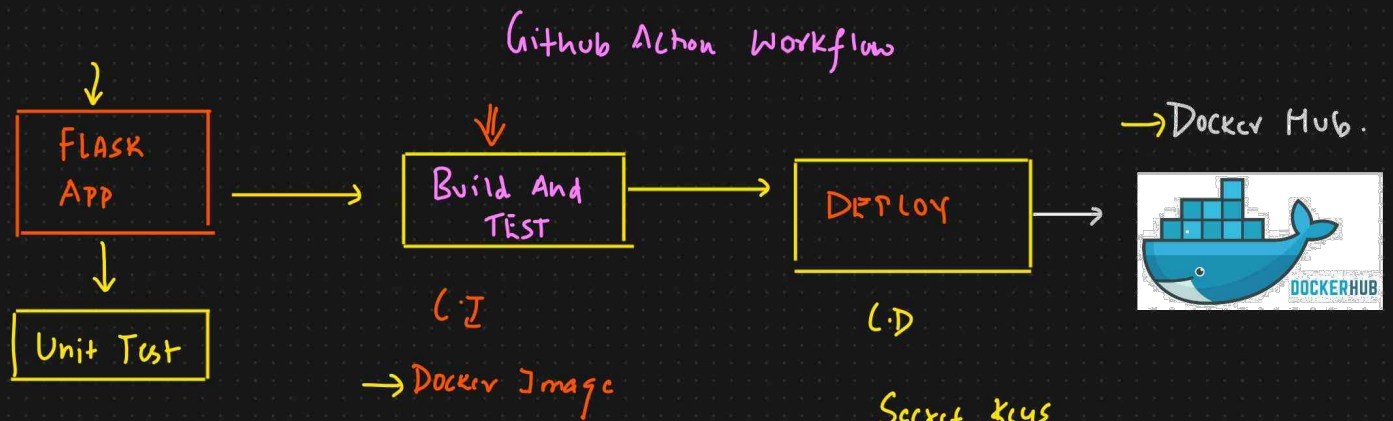 Github Action Workflow
FLASK
APP
Build And
TEST
DEPLOY
→ Docker Hub.
DOCKERHUB
Unit Test
C.I
C.D
→ Docker Image
Secret Keys